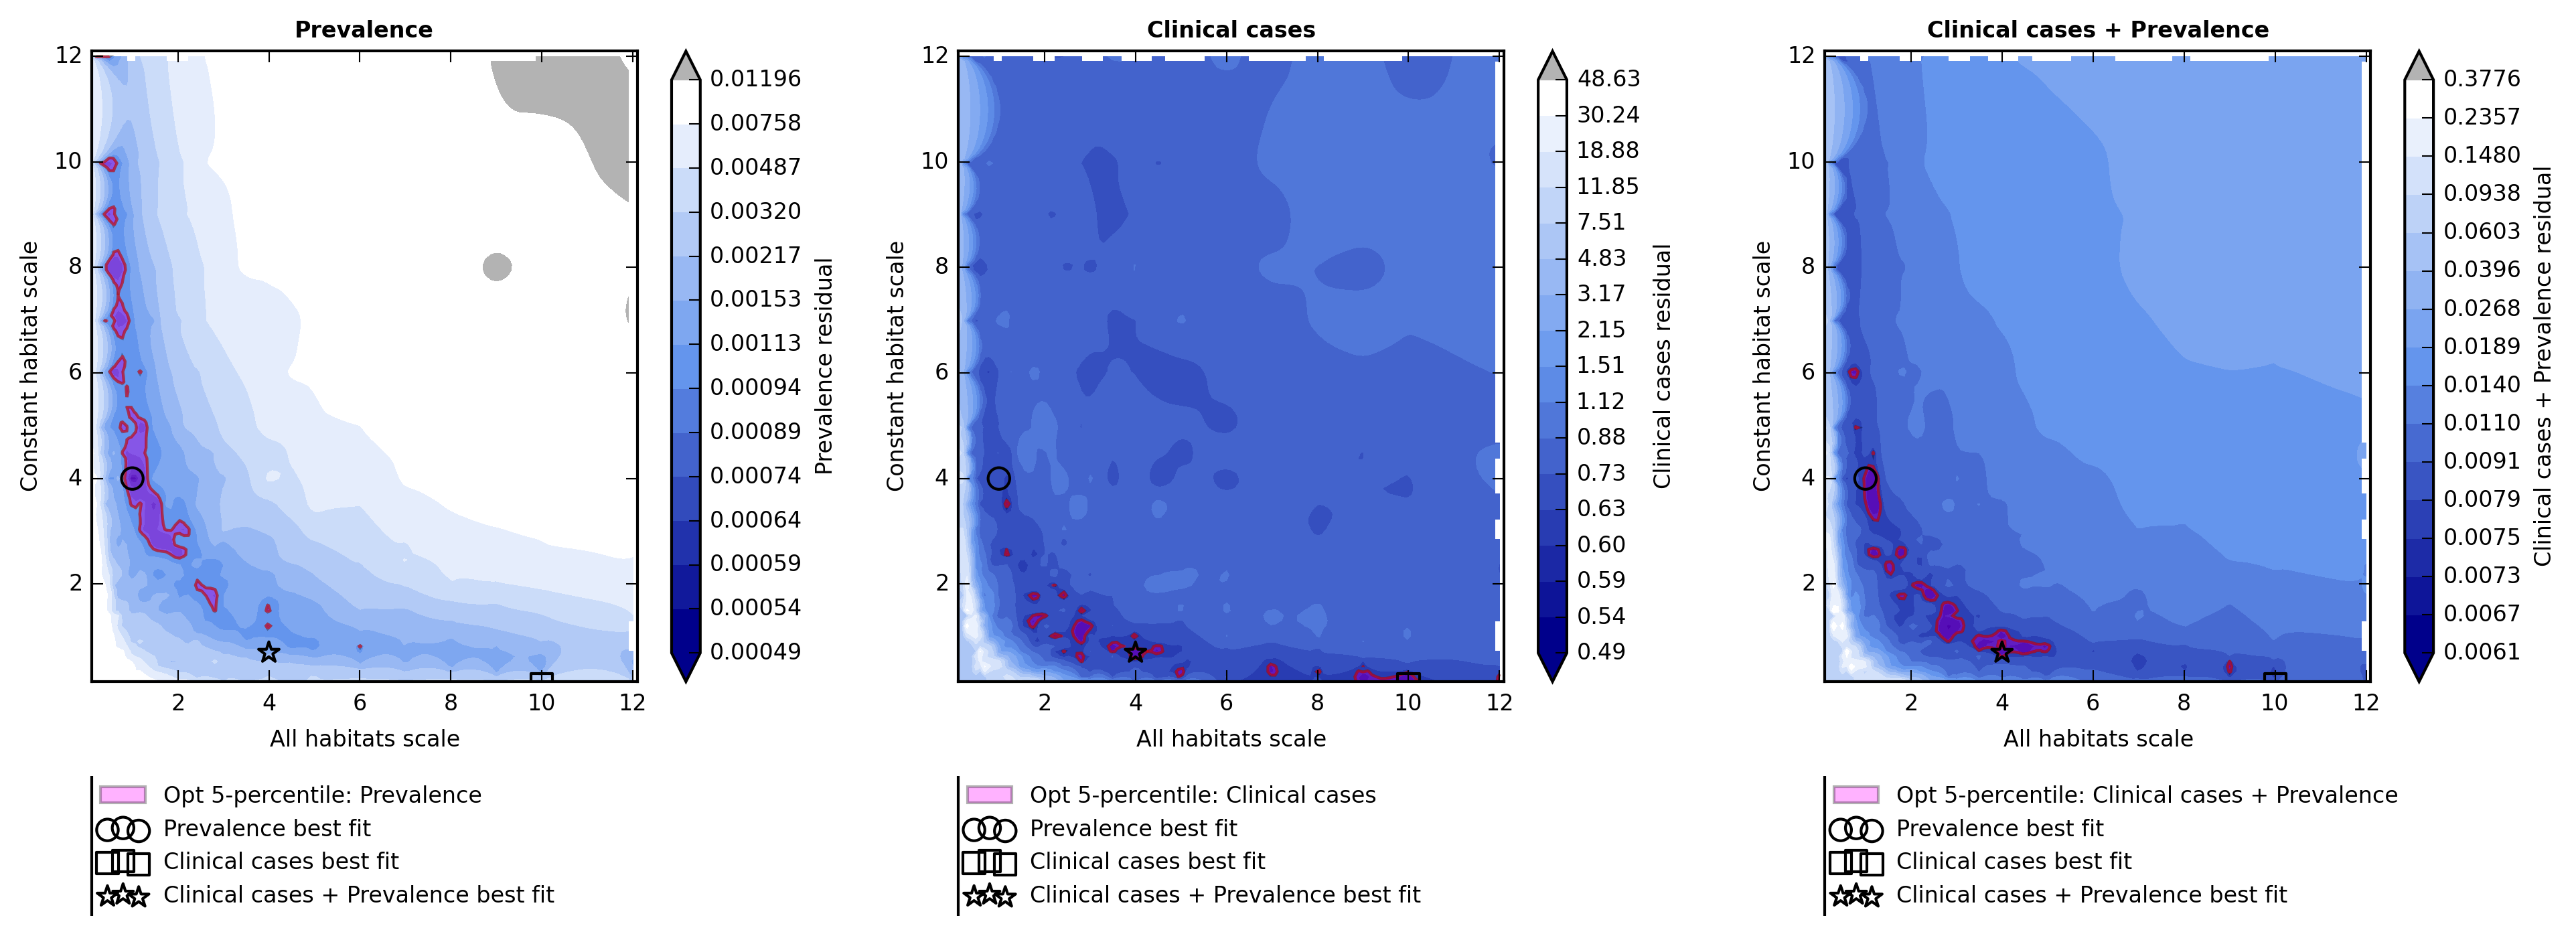 Prevalence
Clinical cases
Clinical cases + Prevalence
12
10
8
6
4
2
Constant habitat scale
2 4 6 8 10 12
All habitats scale
0.01196
0.00758
0.00487
0.00320
0.00217
0.00153
0.00113
0.00094
0.00089
0.00074
0.00064
0.00059
0.00054
0.00049
Prevalence residual
12
10
8
6
4
2
Constant habitat scale
2 4 6 8 10 12
All habitats scale
48.63
30.24
18.88
11.85
7.51
4.83
3.17
2.15
1.51
1.12
0.88
0.73
0.63
0.60
0.59
0.54
0.49
Clinical cases residual
12
10
8
6
4
2
Constant habitat scale
2 4 6 8 10 12
All habitats scale
0.3776
0.2357
0.1480
0.0938
0.0603
0.0396
0.0268
0.0189
0.0140
0.0110
0.0091
0.0079
0.0075
0.0073
0.0067
0.0061
Clinical cases + Prevalence residual
Opt 5-percentile: Prevalence
Prevalence best fit
Clinical cases best fit
Clinical cases + Prevalence best fit
Opt 5-percentile: Clinical cases
Prevalence best fit
Clinical cases best fit
Clinical cases + Prevalence best fit
Opt 5-percentile: Clinical cases + Prevalence
Prevalence best fit
Clinical cases best fit
Clinical cases + Prevalence best fit